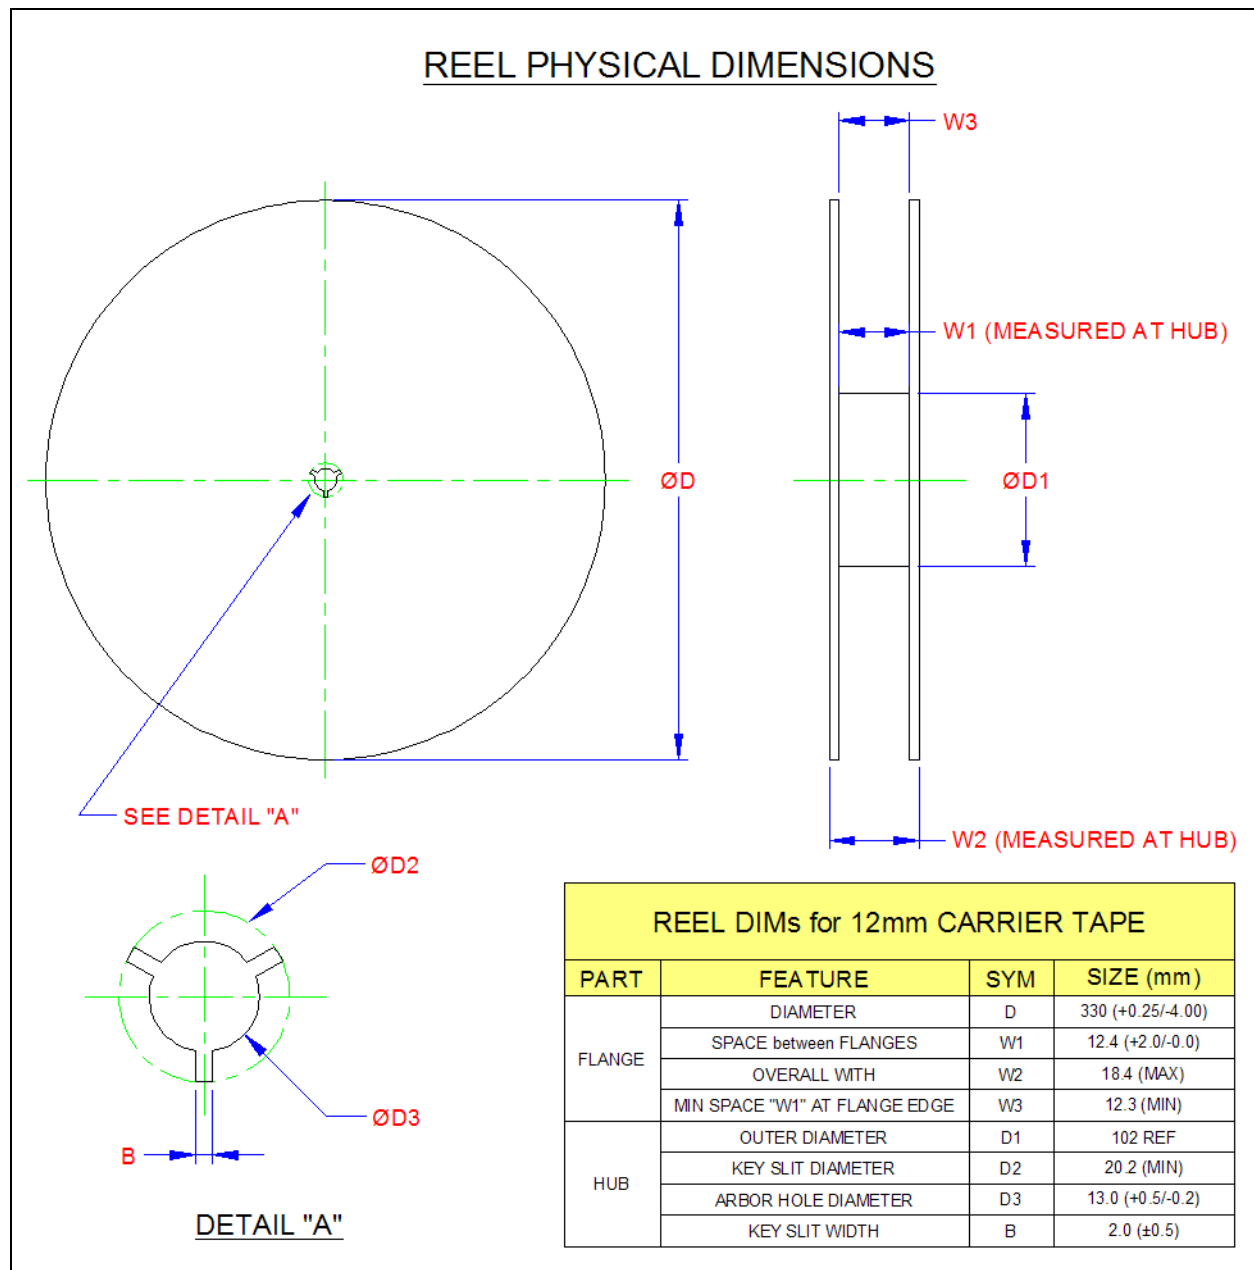 REEL PHYSICAL DIMENSIONS
W3
W1 (MEASURED AT HUB)
ØD
ØD1
SEE DETAIL "A"
W2 (MEASURED AT HUB)
ØD2
ØD3
B
DETAIL "A"
REEL DIMs for 12mm CARRIER TAPE
PART FEATURE SYM SIZE (mm)
FLANGE
DIAMETER D 330 (+0.25/-4.00)
SPACE between FLANGES W1 12.4 (+2.0/-0.0)
OVERALL WITH W2 18.4 (MAX)
MIN SPACE "W1" AT FLANGE EDGE W3 12.3 (MIN)
HUB
OUTER DIAMETER D1 102 REF
KEY SLIT DIAMETER D2 20.2 (MIN)
ARBOR HOLE DIAMETER D3 13.0 (+0.5/-0.2)
KEY SLIT WIDTH B 2.0 (±0.5)